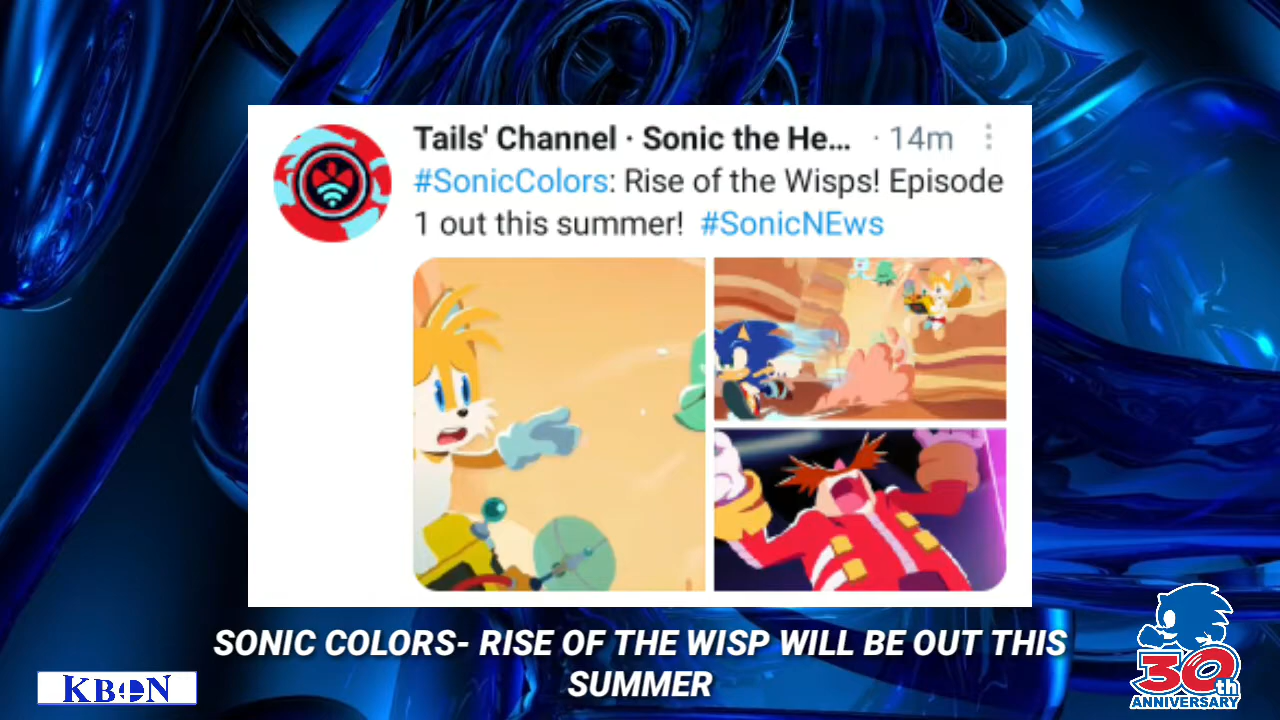 Tails' Channel · Sonic the He... · 14m
#SonicColors: Rise of the Wisps! Episode
1 out this summer! #SonicNEws
SONIC COLORS- RISE OF THE WISP WILL BE OUT THIS
SUMMER
KBON
30th
ANNIVERSARY